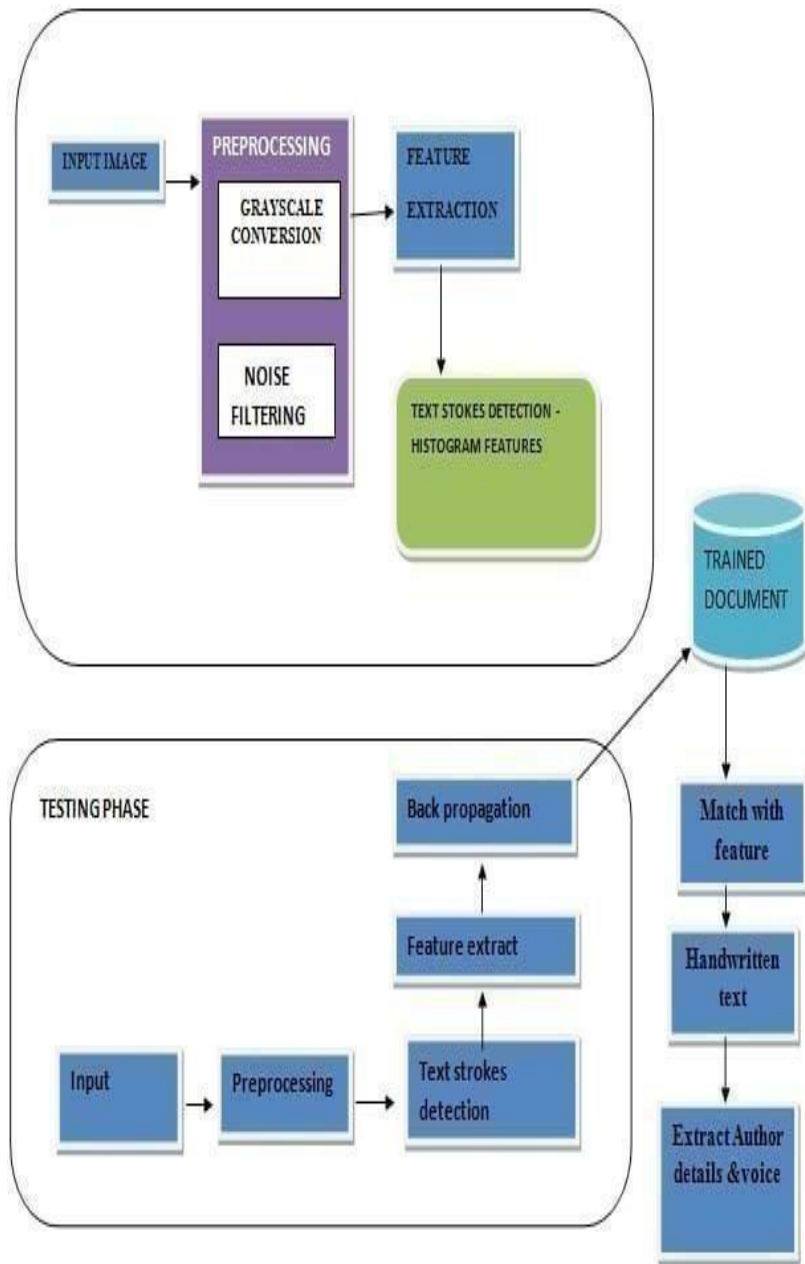 INPUT IMAGE
PREPROCESSING
GRAYSCALE
CONVERSION
NOISE
FILTERING
FEATURE
EXTRACTION
TEXT STOKES DETECTION -
HISTOGRAM FEATURES
TRAINED
DOCUMENT
TESTING PHASE
Back propagation
Feature extract
Input
Preprocessing
Text strokes
detection
Match with
feature
Handwritten
text
Extract Author
details &voice